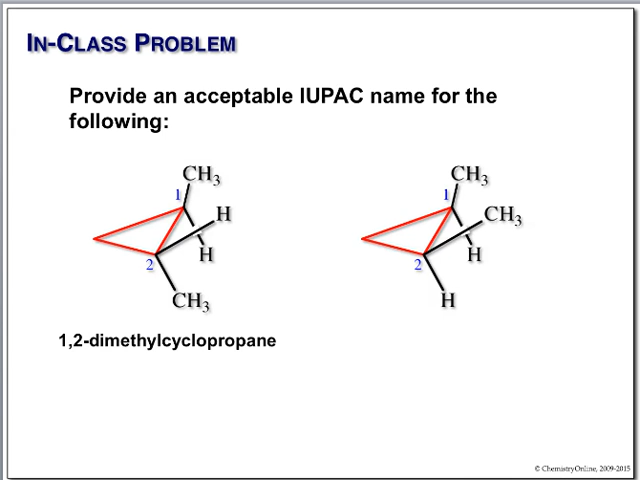 IN-CLASS PROBLEM
Provide an acceptable IUPAC name for the
following:
CH3 CH3
1 H 1 CH3
H H
2 2
CH3 H
1,2-dimethylcyclopropane
© ChemistryOnline, 2009-2015